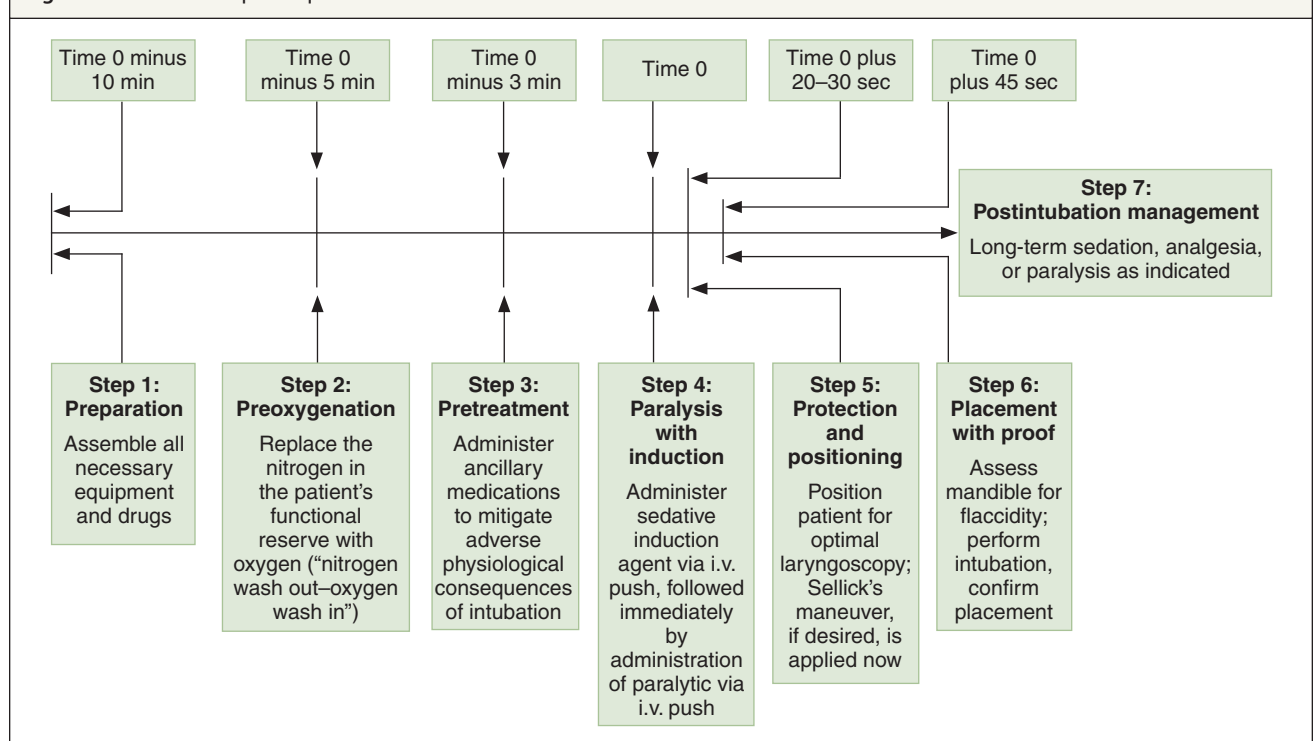 Time 0 minus
10 min
Time 0
minus 5 min
Time 0
minus 3 min
Time 0
Time 0 plus
20–30 sec
Time 0
plus 45 sec
Step 7:
Postintubation management
Long-term sedation, analgesia,
or paralysis as indicated
Step 1:
Preparation
Assemble all
necessary
equipment
and drugs
Step 2:
Preoxygenation
Replace the
nitrogen in
the patient's
functional
reserve with
oxygen (“nitrogen
wash out–oxygen
wash in”)
Step 3:
Pretreatment
Administer
ancillary
medications
to mitigate
adverse
physiological
consequences
of intubation
Step 4:
Paralysis
with
induction
Administer
sedative
induction
agent via i.v.
push, followed
immediately
by
administration
of paralytic via
i.v. push
Step 5:
Protection
and
positioning
Position
patient for
optimal
laryngoscopy;
Sellick's
maneuver,
if desired, is
applied now
Step 6:
Placement
with proof
Assess
mandible for
flaccidity;
perform
intubation,
confirm
placement